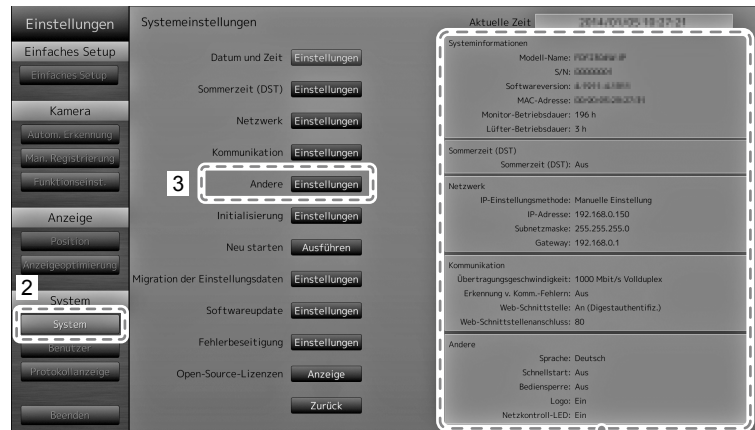 Einstellungen
Einfaches Setup
Einfaches Setup
Kamera
Autom. Erkennung
Man. Registrierung
Funktionseinst.
Anzeige
Position
Anzeigeoptimierung
2
System
System
Benutzer
Protokollanzeige
Beenden
Systemeinstellungen
Datum und Zeit Einstellungen
Sommerzeit (DST) Einstellungen
Netzwerk Einstellungen
Kommunikation Einstellungen
3 Andere Einstellungen
Initialisierung Einstellungen
Neu starten Ausführen
Migration der Einstellungsdaten Einstellungen
Softwareupdate Einstellungen
Fehlerbeseitigung Einstellungen
Open-Source-Lizenzen Anzeige
Zurück
Aktuelle Zeit
Systeminformationen
Modell-Name:
S/N:
Softwareversion:
MAC-Adresse:
Monitor-Betriebsdauer: 196 h
Lüfter-Betriebsdauer: 3 h
Sommerzeit (DST)
Sommerzeit (DST): Aus
Netzwerk
IP-Einstellungsmethode: Manuelle Einstellung
IP-Adresse: 192.168.0.150
Subnetzmaske: 255.255.255.0
Gateway: 192.168.0.1
Kommunikation
Übertragungsgeschwindigkeit: 1000 Mbit/s Vollduplex
Erkennung v. Komm.-Fehlern: Aus
Web-Schnittstelle: An (Digestauthentifiz.)
Web-Schnittstellenanschluss: 80
Andere
Sprache: Deutsch
Schnellstart: Aus
Bediensperre: Aus
Logo: Ein
Netzkontroll-LED: Ein